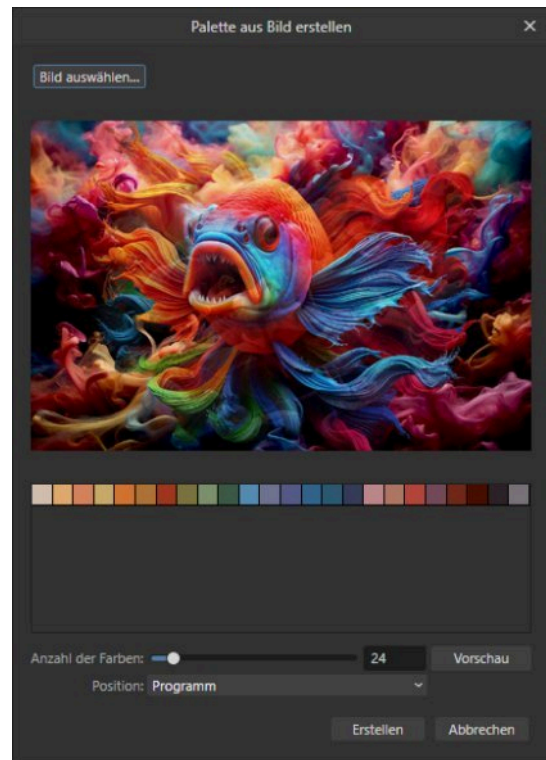 Palette aus Bild erstellen
Bild auswählen...
Anzahl der Farben: 24 Vorschau
Position: Programm
Erstellen Abbrechen